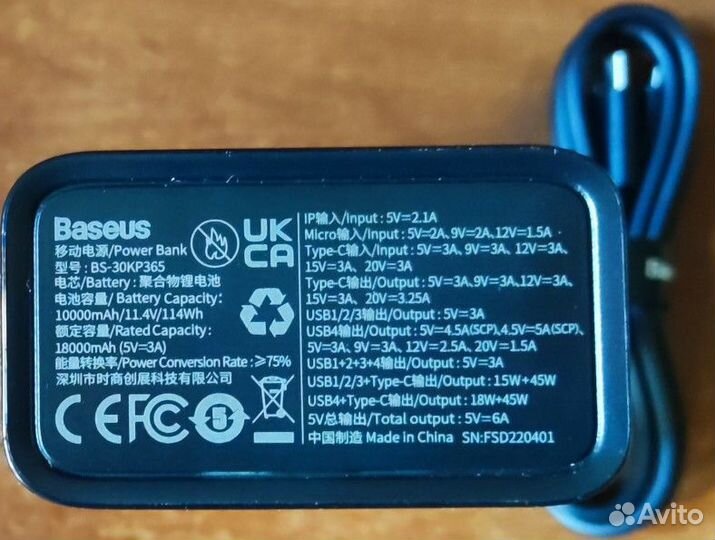 Baseus
移动电源/Power Bank
型号: BS-30KP365
电芯/Battery: 聚合物锂电池
电池容量/ Battery Capacity:
10000mAh/11.4V/114Wh
额定容量/Rated Capacity:
18000mAh (5V⎓3A)
能量转换率/Power Conversion Rate: ≥75%
深圳市时商创展科技有限公司
UK
CA
CE FC 5
IP输入/Input: 5V⎓2.1A
Micro输入/Input: 5V⎓2A, 9V⎓2A, 12V⎓1.5A
Type-C输入/Input: 5V⎓3A, 9V⎓3A, 12V⎓3A,
15V⎓3A, 20V⎓3A
Type-C输出/Output: 5V⎓3A,9V⎓3A,12V⎓3A,
15V⎓3A, 20V⎓3.25A
USB1/2/3输出/Output: 5V⎓3A
USB4输出/Output: 5V⎓4.5A(SCP),4.5V⎓5A(SCP),
5V⎓3A, 9V⎓3A, 12V⎓2.5A, 20V⎓1.5A
USB1+2+3+4输出/Output: 5V⎓3A
USB1/2/3+Type-C输出/Output: 15W+45W
USB4+Type-C输出/Output: 18W+45W
5V总输出/Total output: 5V⎓6A
中国制造 Made in China SN:FSD220401
Avito